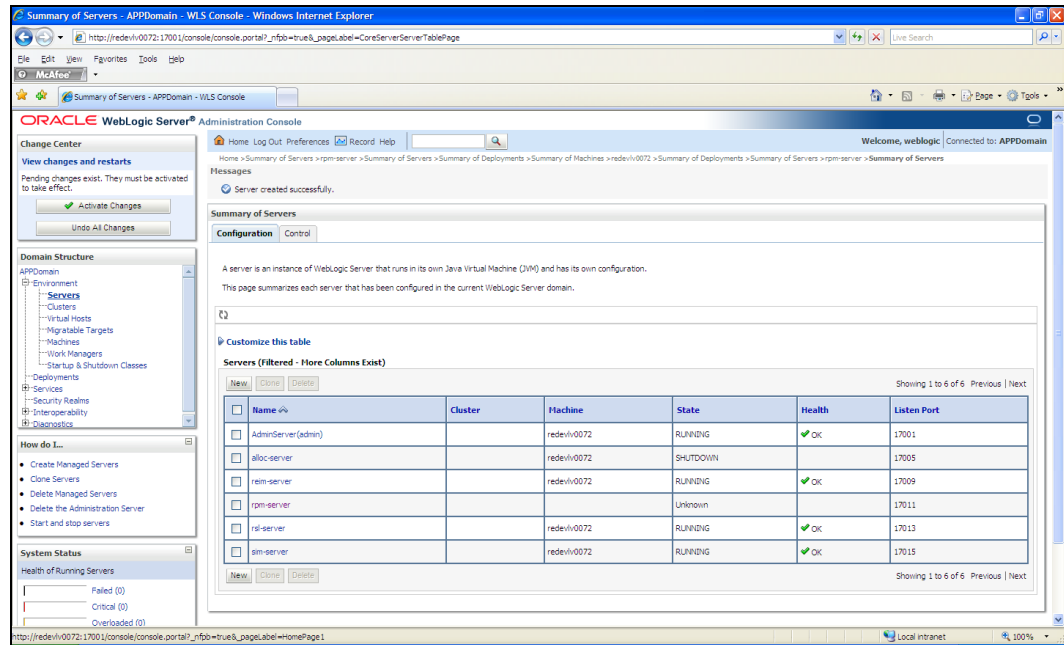 Summary of Servers - APPDomain - WLS Console - Windows Internet Explorer
http://redevlv0072:17001/console/console.portal?_nfpb=true&_pageLabel=CoreServerServerTablePage
Live Search
File Edit View Favorites Tools Help
McAfee
Summary of Servers - APPDomain - WLS Console
Page Tools
ORACLE WebLogic Server® Administration Console
Change Center
View changes and restarts
Pending changes exist. They must be activated
to take effect.
Activate Changes
Undo All Changes
Domain Structure
APPDomain
Environment
Servers
Clusters
Virtual Hosts
Migratable Targets
Machines
Work Managers
Startup & Shutdown Classes
Deployments
Services
Security Realms
Interoperability
Diagnostics
How do I...
Create Managed Servers
Clone Servers
Delete Managed Servers
Delete the Administration Server
Start and stop servers
System Status
Health of Running Servers
Failed (0)
Critical (0)
Overloaded (0)
Home Log Out Preferences Record Help
Welcome, weblogic Connected to: APPDomain
Home >Summary of Servers >rpm-server >Summary of Servers >Summary of Deployments >Summary of Machines >redevlv0072 >Summary of Deployments >Summary of Servers >rpm-server >Summary of Servers
Messages
Server created successfully.
Summary of Servers
Configuration Control
A server is an instance of WebLogic Server that runs in its own Java Virtual Machine (JVM) and has its own configuration.
This page summarizes each server that has been configured in the current WebLogic Server domain.
Customize this table
Servers (Filtered - More Columns Exist)
New Clone Delete Showing 1 to 6 of 6 Previous | Next
Name Cluster Machine State Health Listen Port
AdminServer(admin) redevlv0072 RUNNING OK 17001
alloc-server redevlv0072 SHUTDOWN 17005
reim-server redevlv0072 RUNNING OK 17009
rpm-server Unknown 17011
rsl-server redevlv0072 RUNNING OK 17013
sim-server redevlv0072 RUNNING OK 17015
New Clone Delete Showing 1 to 6 of 6 Previous | Next
http://redevlv0072:17001/console/console.portal?_nfpb=true&_pageLabel=HomePage1
Local intranet
100%